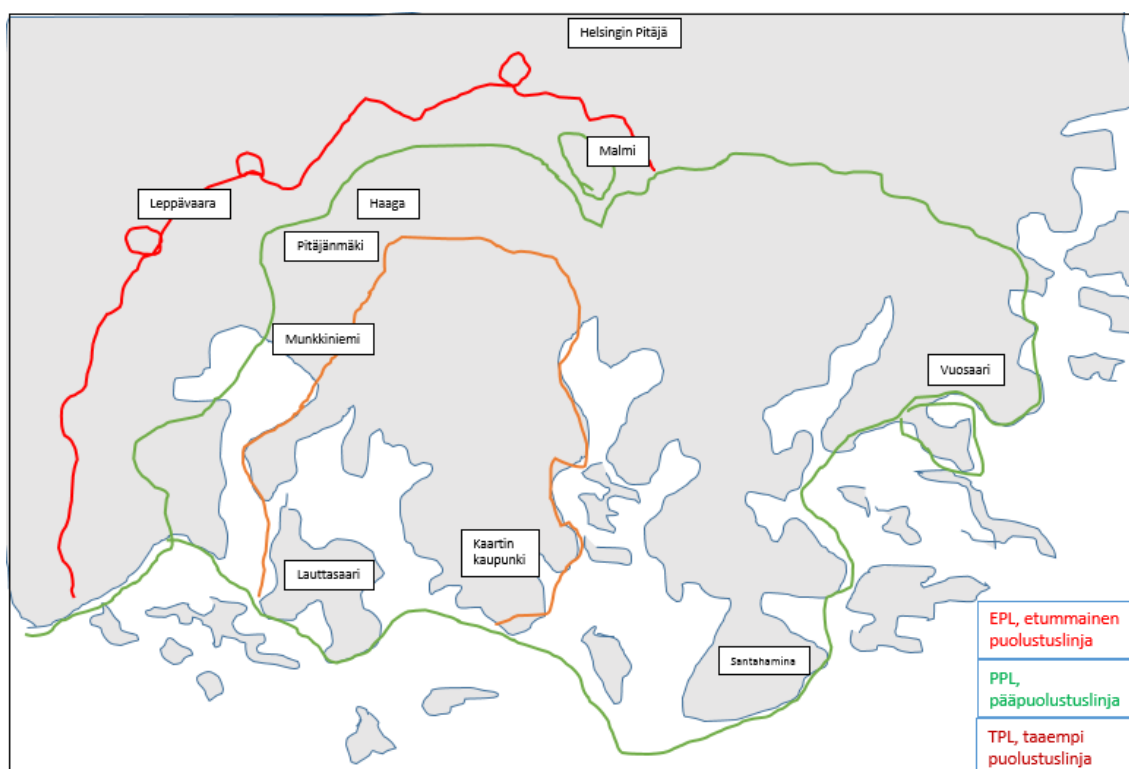 Helsingin Pitäjä
Malmi
Leppävaara
Haaga
Pitäjänmäki
Munkkiniemi
Vuosaari
Kaartin
kaupunki
Lauttasaari
Santahamina
EPL, etummainen
puolustuslinja
PPL,
pääpuolustuslinja
TPL, taaempi
puolustuslinja